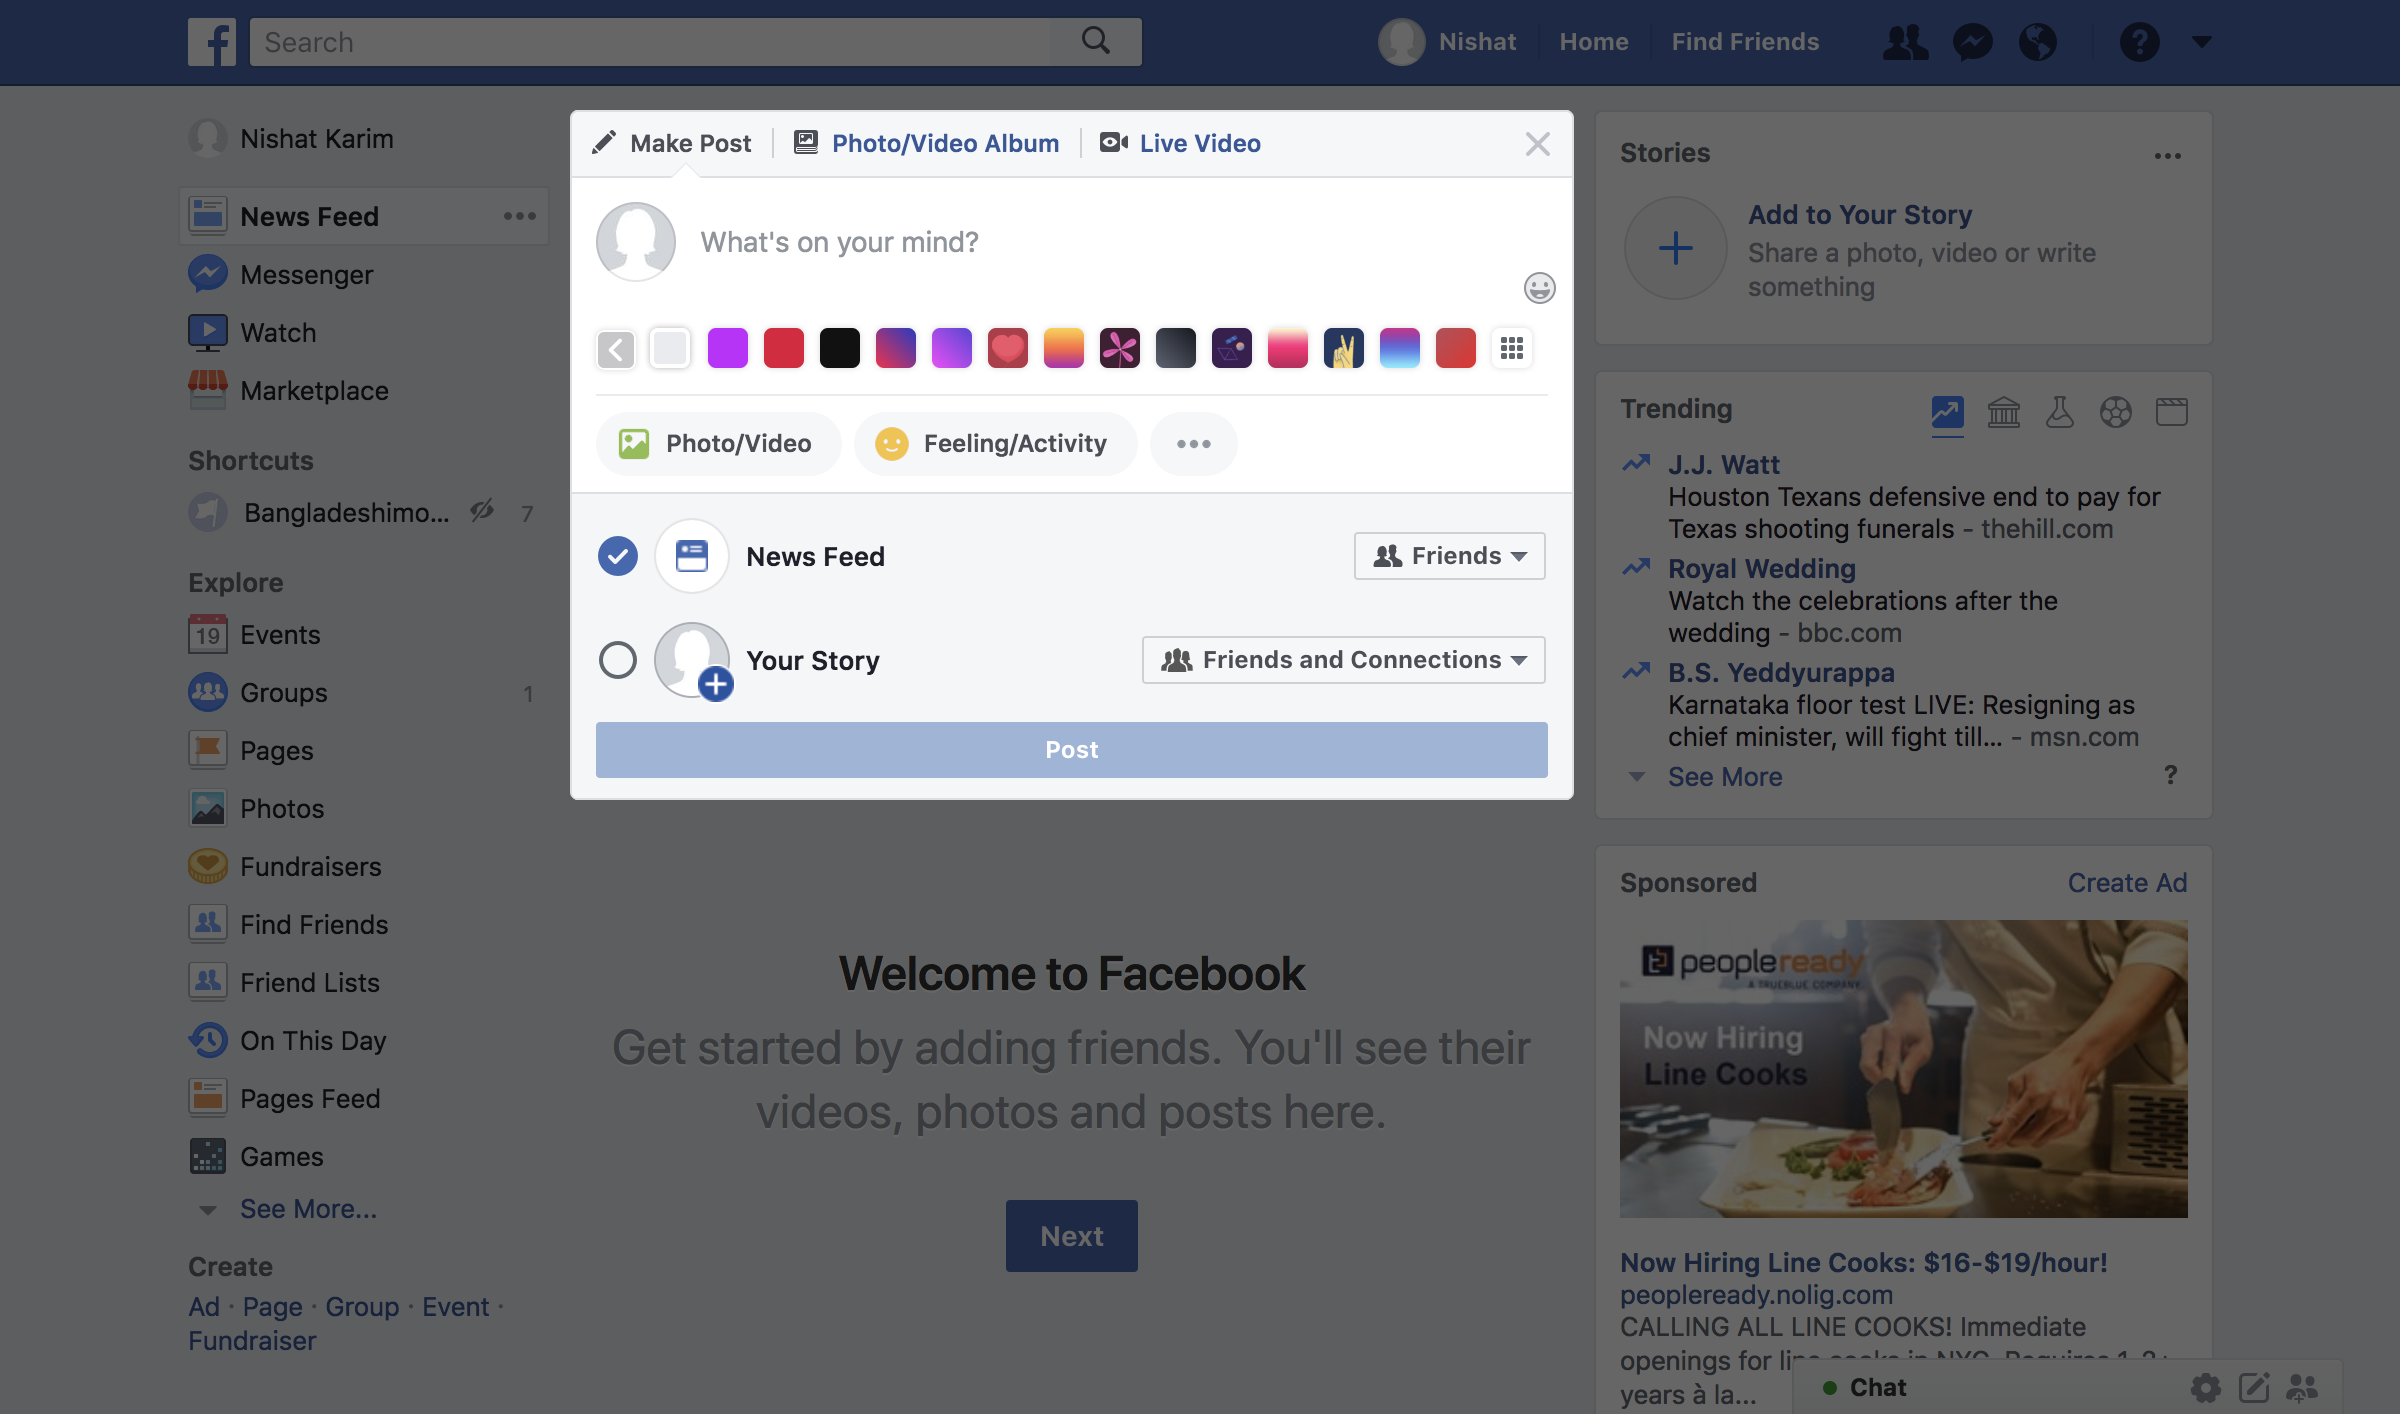 Search
Nishat
Home
Find Friends
Nishat Karim
News Feed
Messenger
Watch
Marketplace
Shortcuts
Bangladeshimo... 7
Explore
19 Events
Groups 1
Pages
Photos
Fundraisers
Find Friends
Friend Lists
On This Day
Pages Feed
Games
See More...
Create
Ad · Page · Group · Event ·
Fundraiser
Make Post
Photo/Video Album
Live Video
What's on your mind?
Photo/Video
Feeling/Activity
News Feed
Friends
Your Story
Friends and Connections
Post
Welcome to Facebook
Get started by adding friends. You'll see their
videos, photos and posts here.
Next
Stories
Add to Your Story
Share a photo, video or write
something
Trending
J.J. Watt
Houston Texans defensive end to pay for
Texas shooting funerals - thehill.com
Royal Wedding
Watch the celebrations after the
wedding - bbc.com
B.S. Yeddyurappa
Karnataka floor test LIVE: Resigning as
chief minister, will fight till... - msn.com
See More ?
Sponsored
Create Ad
peopleready
A TRUEBLUE COMPANY
Now Hiring
Line Cooks
Now Hiring Line Cooks: $16-$19/hour!
peopleready.nolig.com
CALLING ALL LINE COOKS! Immediate
openings for
years à la...
Chat